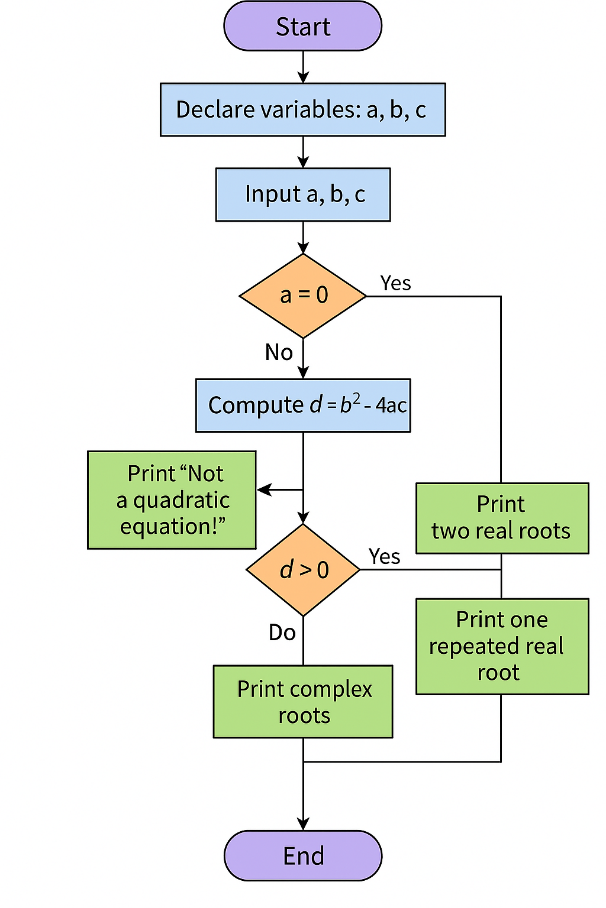 Start
Declare variables: a, b, c
Input a, b, c
a = 0
Yes
No
Compute d = b² - 4ac
Print “Not
a quadratic
equation!”
Print
two real roots
d > 0
Yes
Do
Print one
repeated real
root
Print complex
roots
End